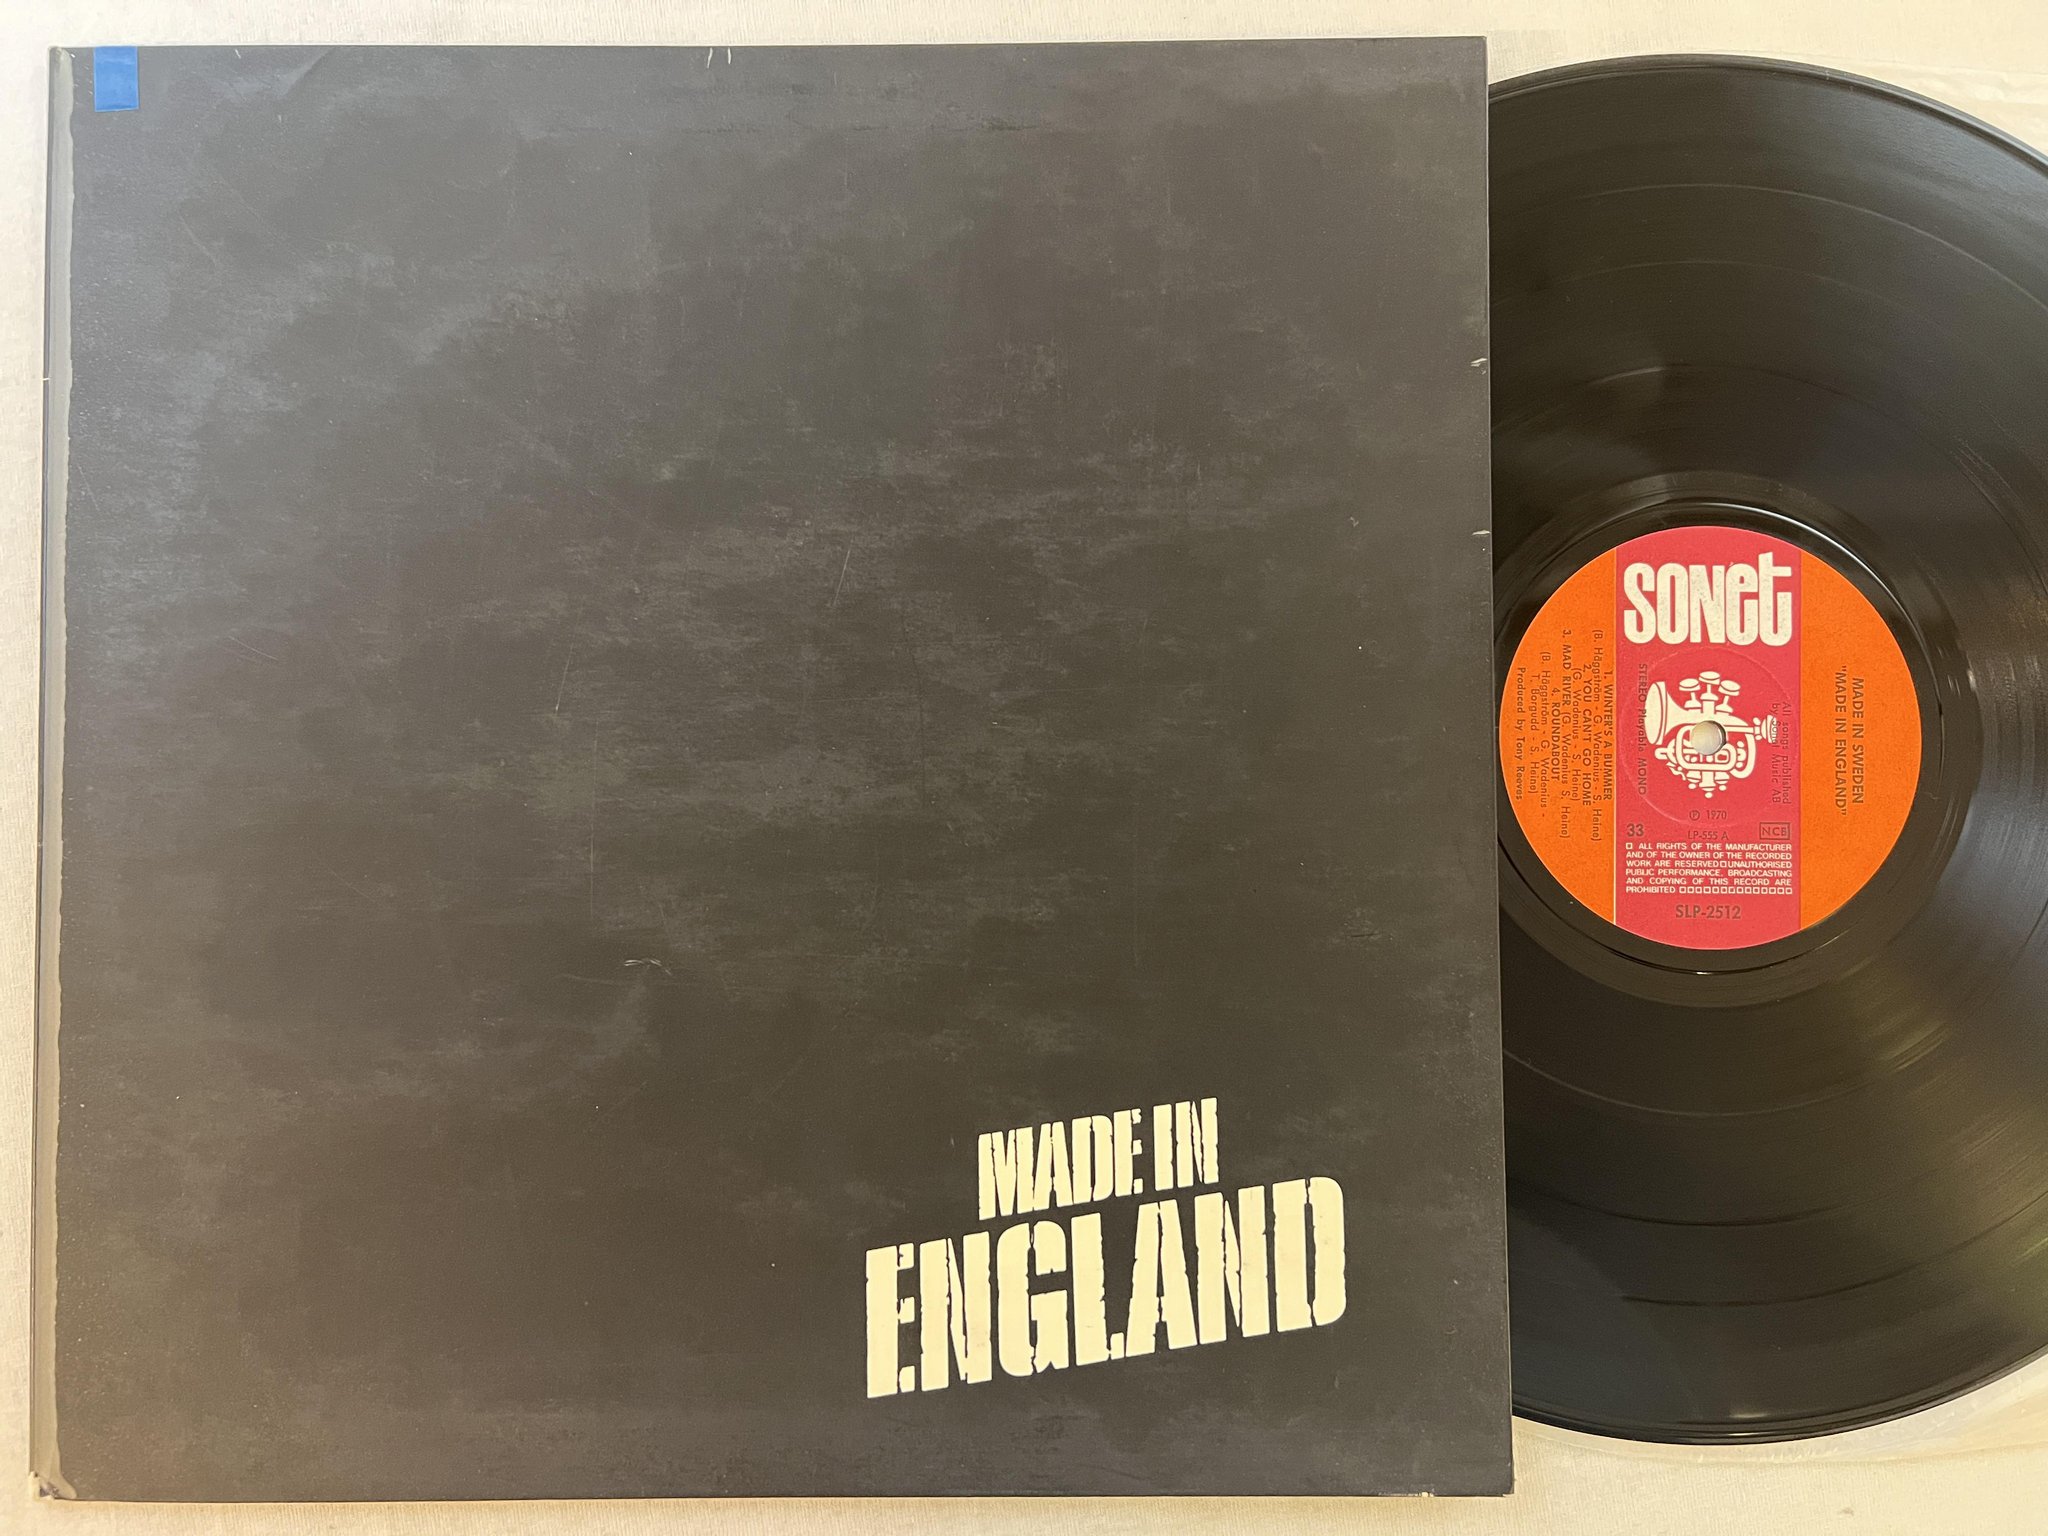 MADE IN
ENGLAND
SONET
MADE IN SWEDEN
"MADE IN ENGLAND"
All songs published
by Sonet Music AB
STEREO Playable MONO
1. WINTER'S A BUMMER
(B. Häggström - G. Wadenius - S. Heine)
2. YOU CAN'T GO HOME
(G. Wadenius - S. Heine)
3. MAD RIVER (G. Wadenius S. Heine)
4. ROUNDABOUT
(B. Häggström - G. Wadenius -
T. Borgudd - S. Heine)
Produced by Tony Reeves
℗ 1970
33 LP-555 A NCB
□ ALL RIGHTS OF THE MANUFACTURER
AND OF THE OWNER OF THE RECORDED
WORK ARE RESERVED □ UNAUTHORISED
PUBLIC PERFORMANCE, BROADCASTING
AND COPYING OF THIS RECORD ARE
PROHIBITED □□□□□□□□□□□□□□
SLP-2512